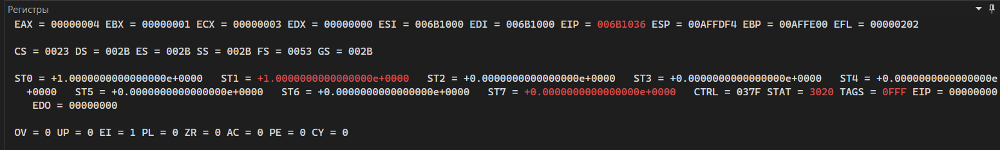 Регистры
EAX = 00000004 EBX = 00000001 ECX = 00000003 EDX = 00000000 ESI = 006B1000 EDI = 006B1000 EIP = 006B1036 ESP = 00AFFDF4 EBP = 00AFFE00 EFL = 00000202
CS = 0023 DS = 002B ES = 002B SS = 002B FS = 0053 GS = 002B
ST0 = +1.0000000000000000e+0000 ST1 = +1.0000000000000000e+0000 ST2 = +0.0000000000000000e+0000 ST3 = +0.0000000000000000e+0000 ST4 = +0.0000000000000000e
+0000 ST5 = +0.0000000000000000e+0000 ST6 = +0.0000000000000000e+0000 ST7 = +0.0000000000000000e+0000 CTRL = 037F STAT = 3020 TAGS = 0FFF EIP = 00000000
EDO = 00000000
OV = 0 UP = 0 EI = 1 PL = 0 ZR = 0 AC = 0 PE = 0 CY = 0